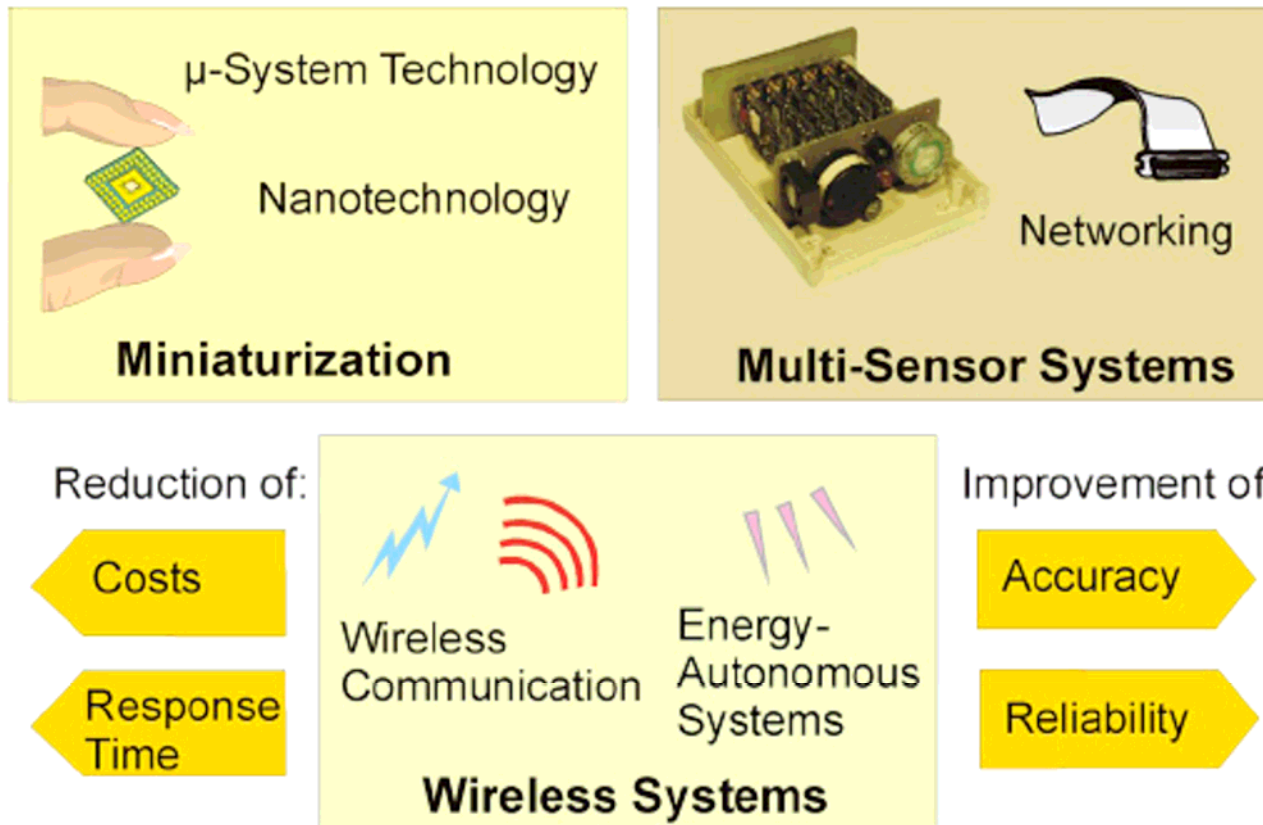 µ-System Technology
Nanotechnology
Miniaturization
Networking
Multi-Sensor Systems
Reduction of:
Costs
Response
Time
Wireless
Communication
Energy-
Autonomous
Systems
Wireless Systems
Improvement of
Accuracy
Reliability